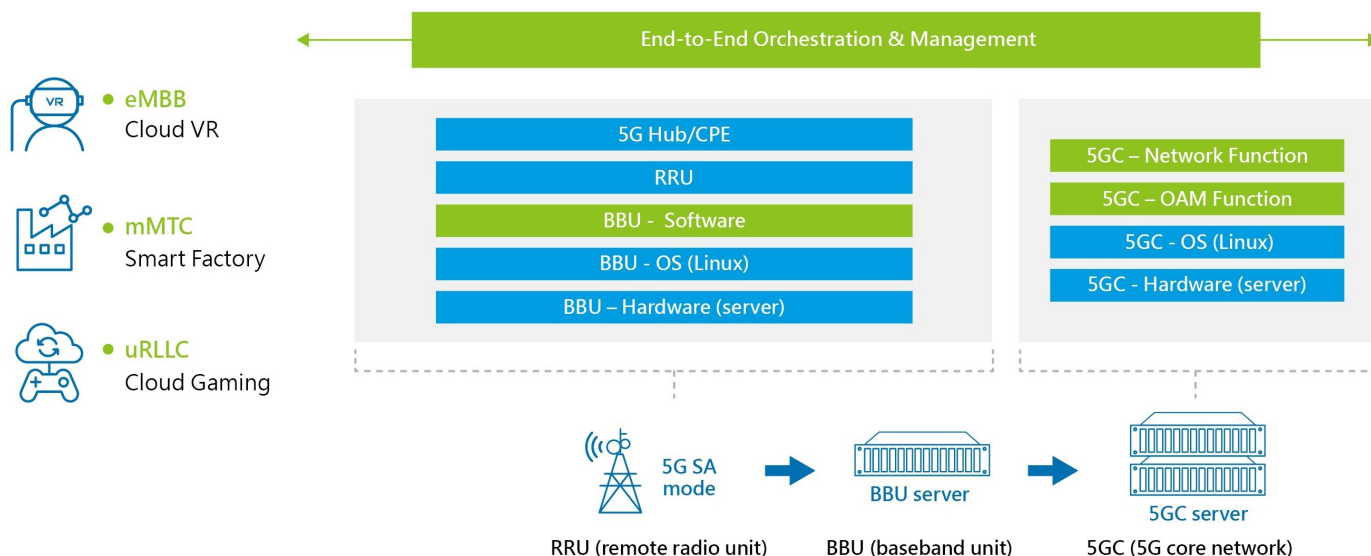 End-to-End Orchestration & Management
VR
• eMBB
Cloud VR
• mMTC
Smart Factory
• uRLLC
Cloud Gaming
5G Hub/CPE
RRU
BBU - Software
BBU - OS (Linux)
BBU – Hardware (server)
5GC – Network Function
5GC – OAM Function
5GC - OS (Linux)
5GC - Hardware (server)
5G SA
mode
BBU server
5GC server
RRU (remote radio unit)
BBU (baseband unit)
5GC (5G core network)